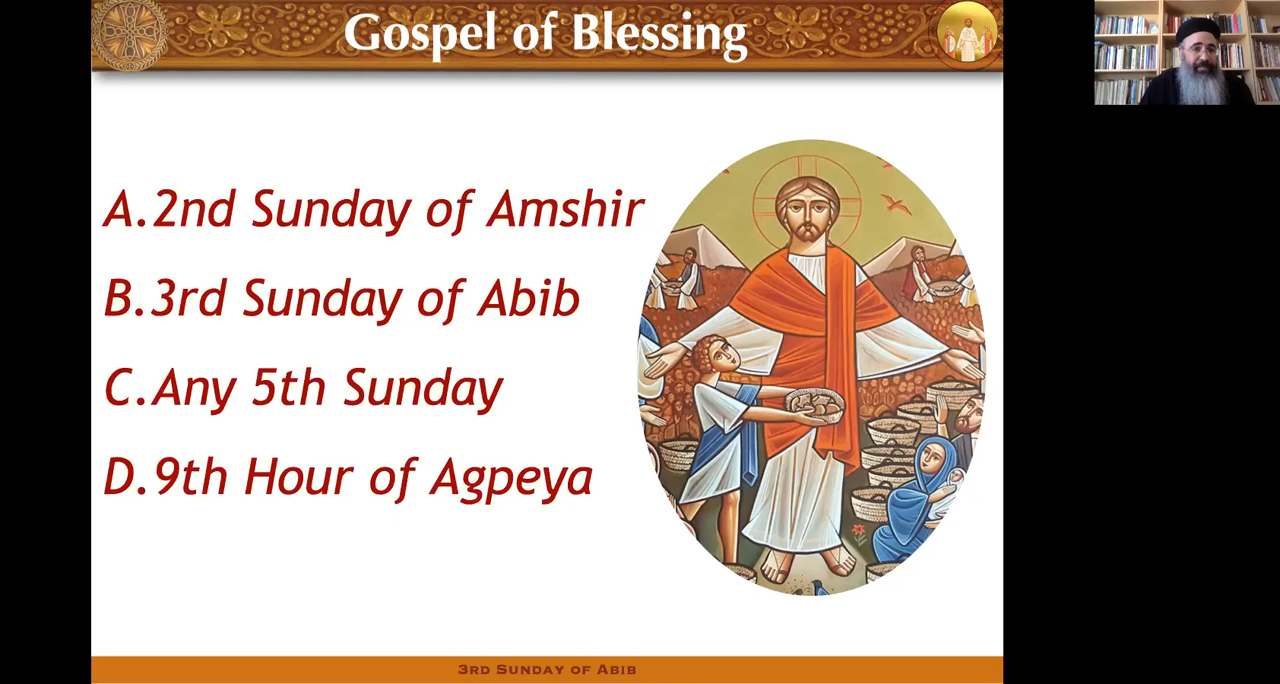 Gospel of Blessing
A.2nd Sunday of Amshir
B.3rd Sunday of Abib
C.Any 5th Sunday
D.9th Hour of Agpeya
3rd Sunday of Abib